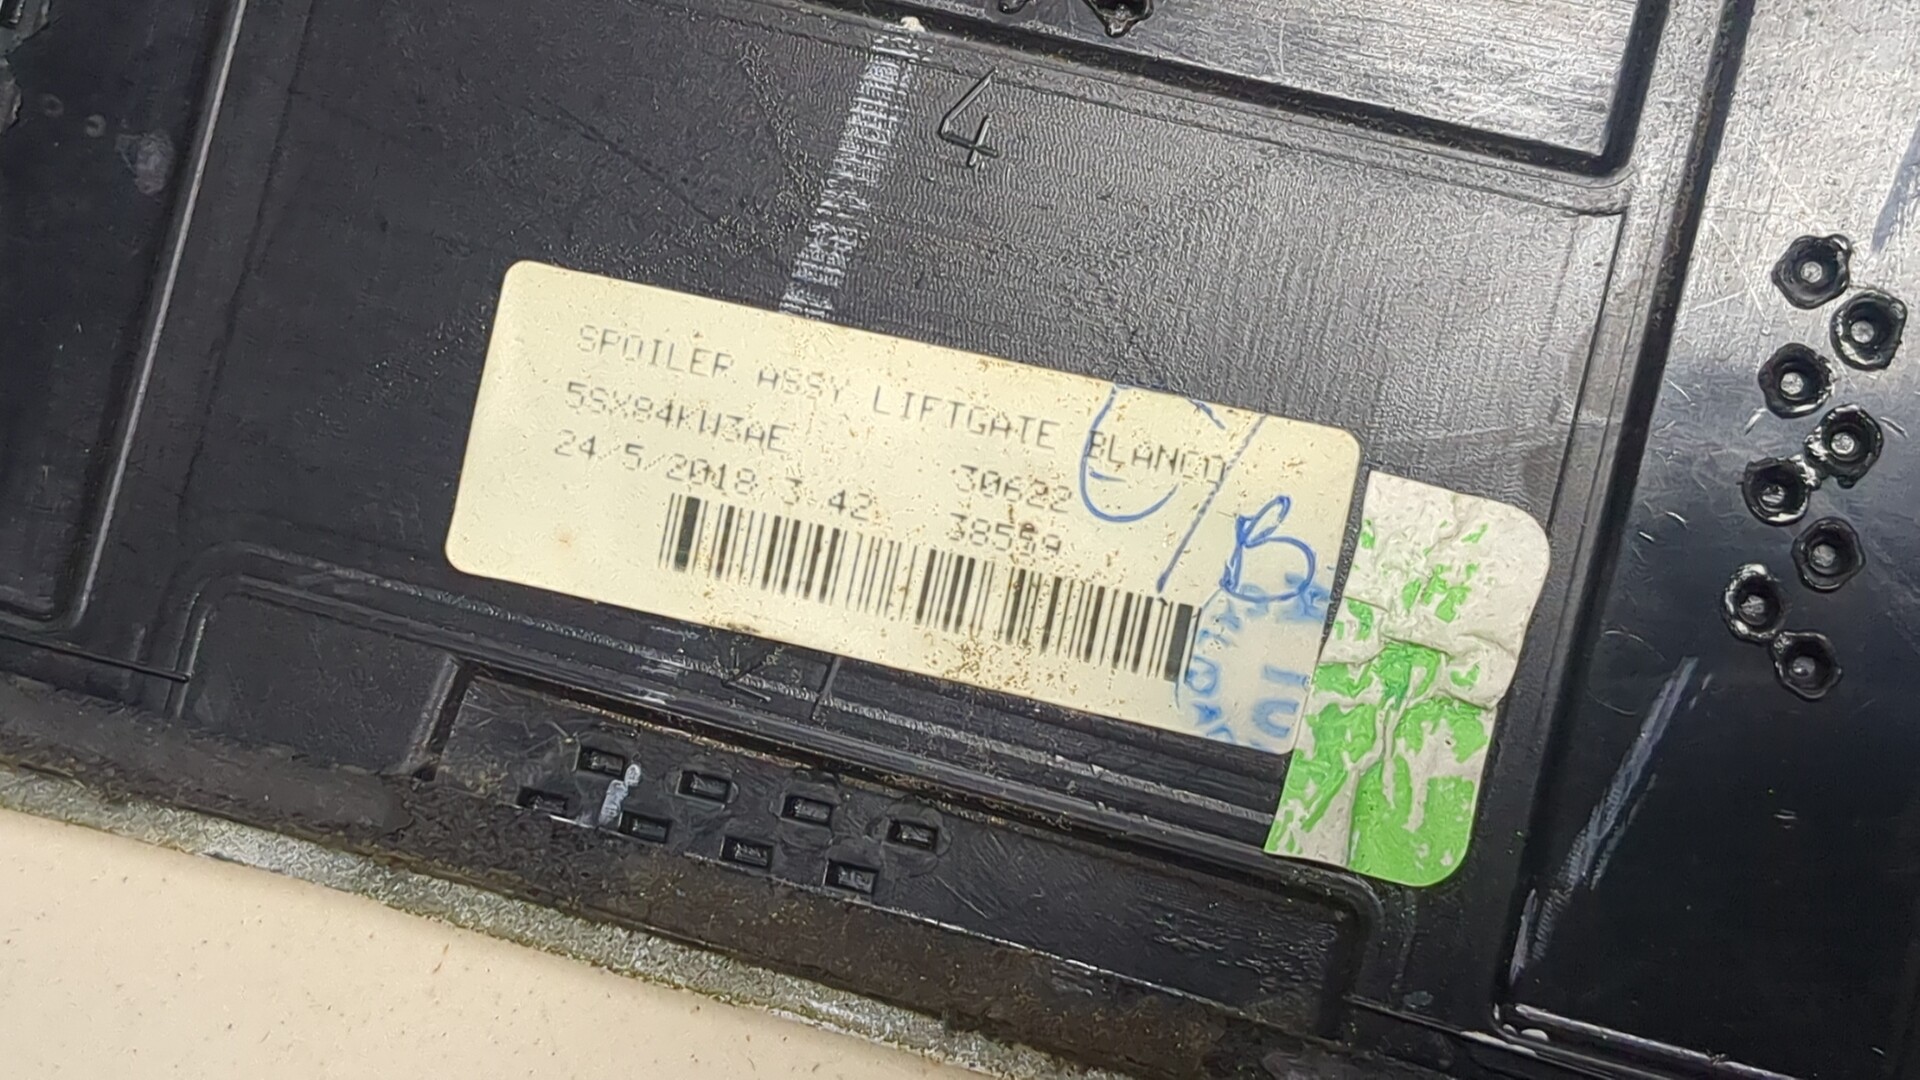 4
SPOILER ASSY LIFTGATE BLANCO
5SX84KW3AE 30622
24/5/2018 3 42 38559
C/B